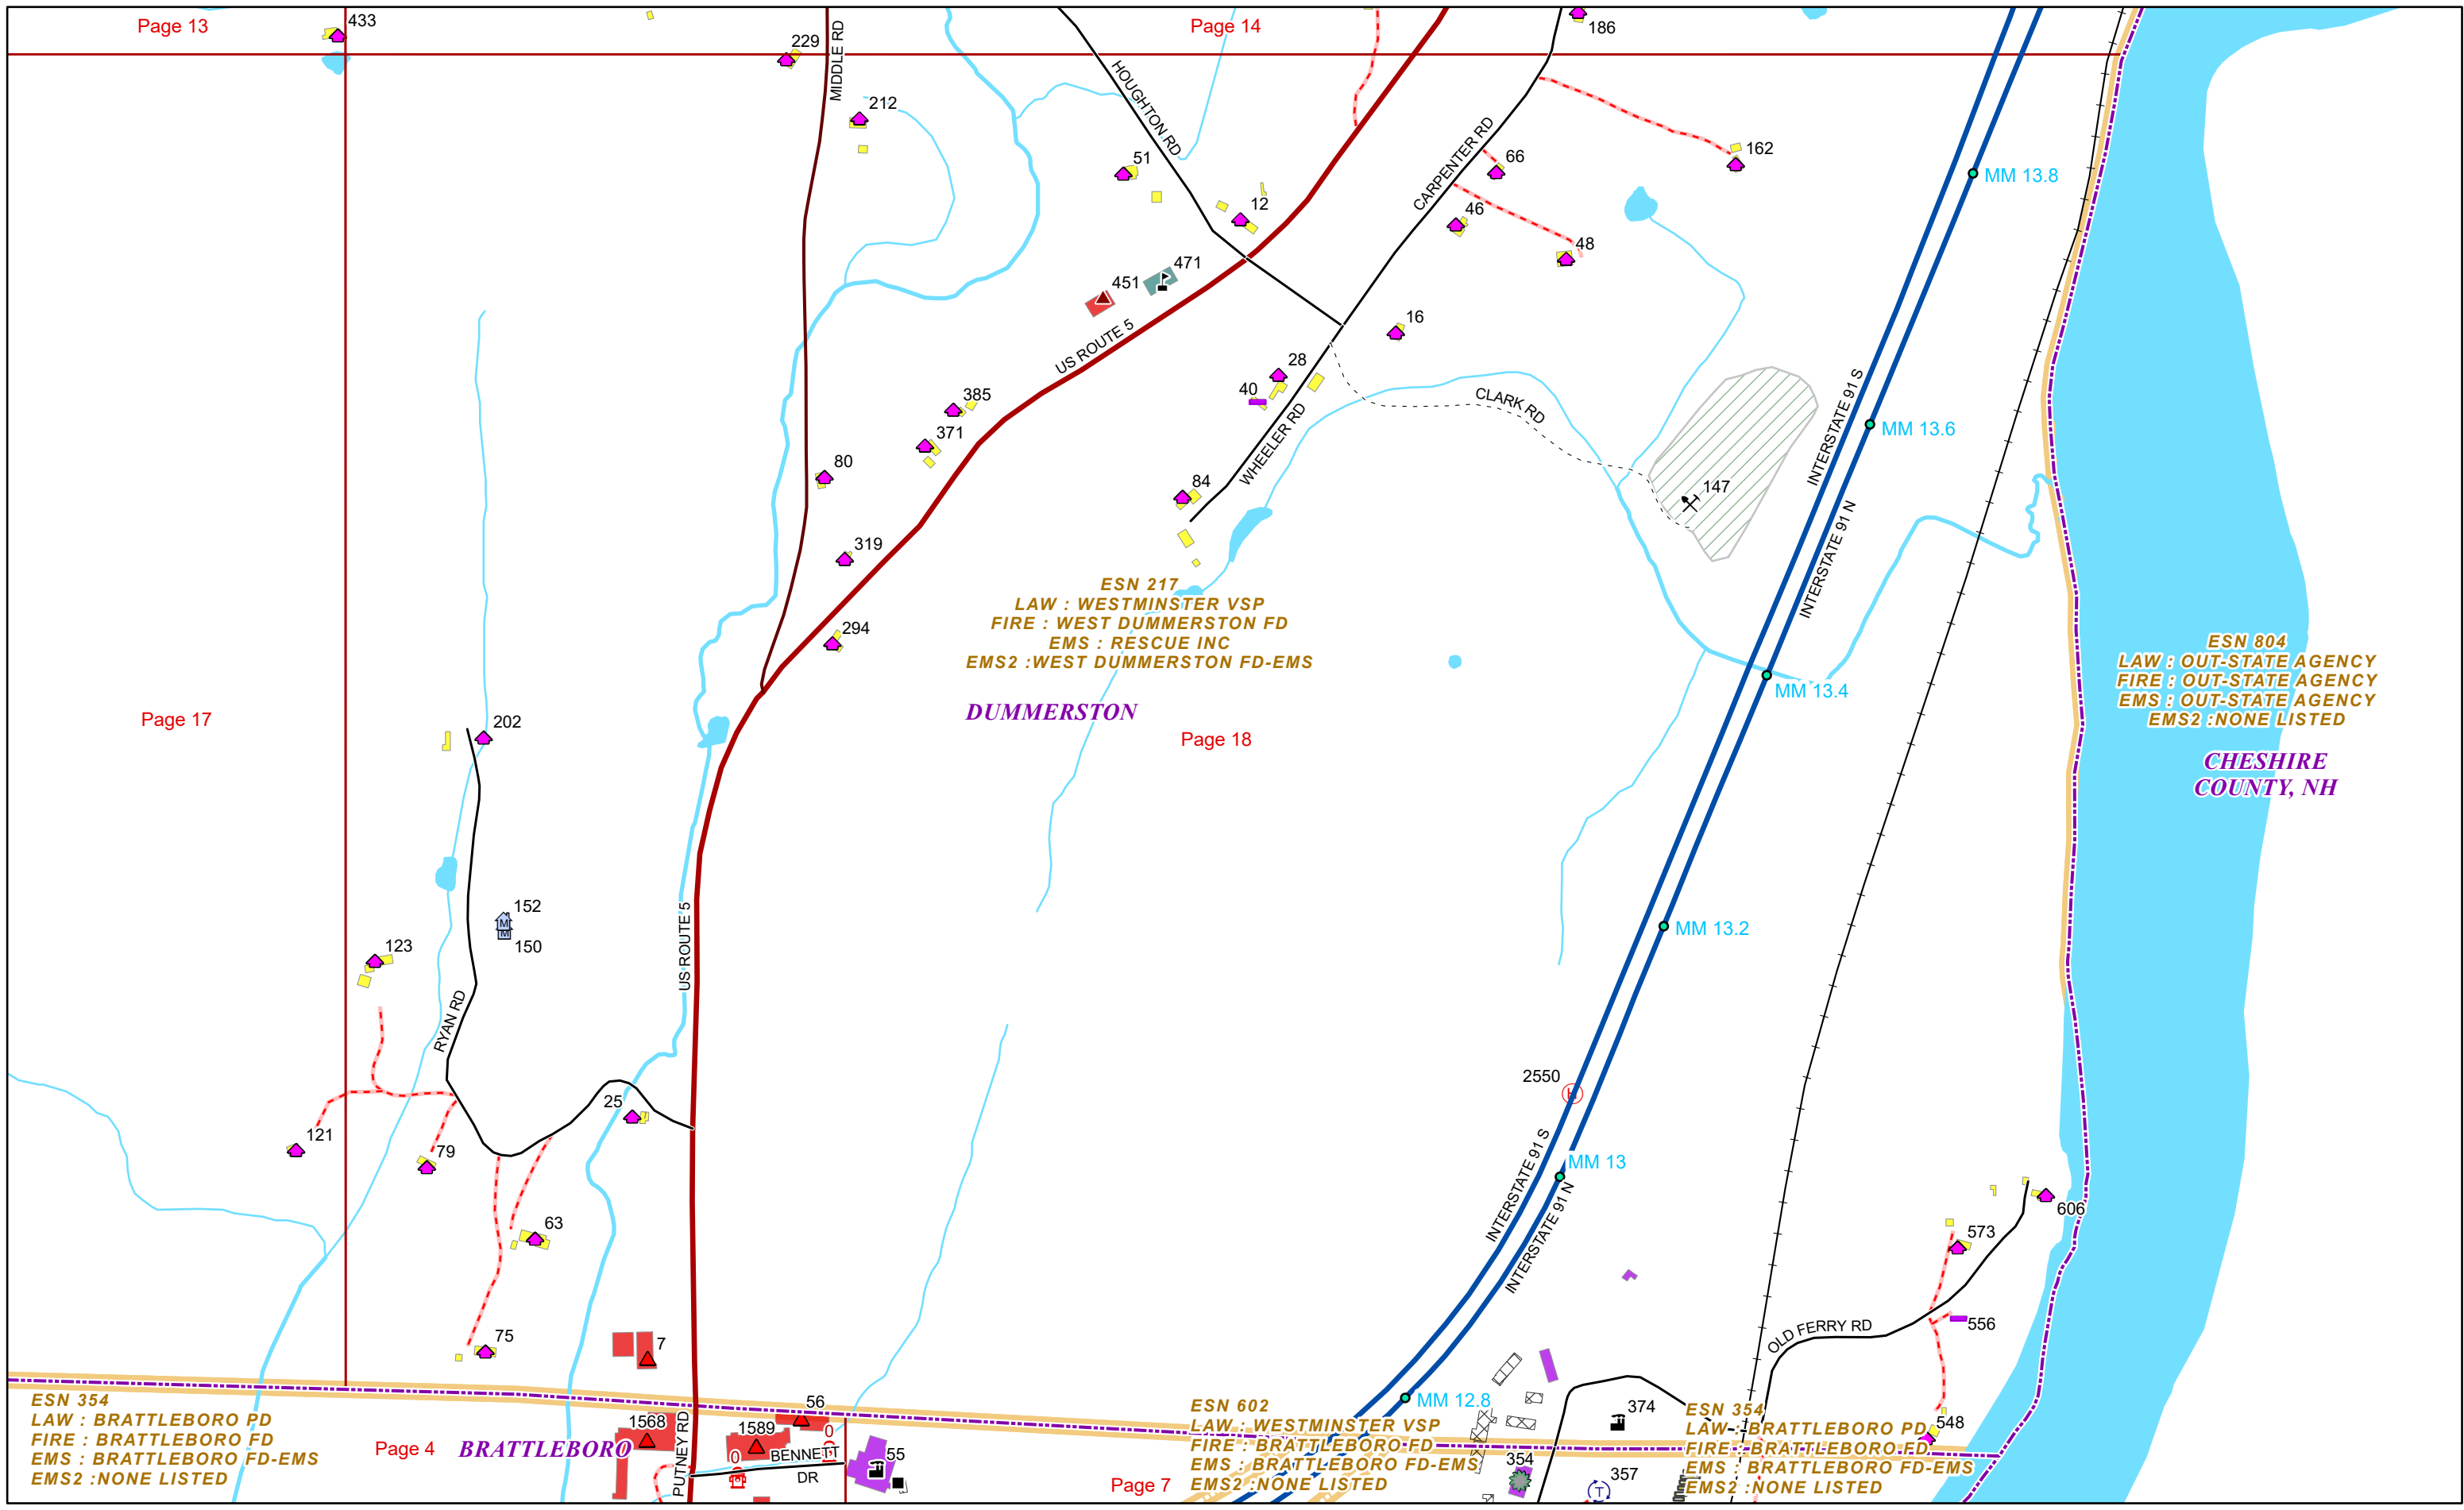 Page 13
433
229
MIDDLE RD
Page 14
186
HOUGHTON RD
212
51
12
CARPENTER RD
66
162
MM 13.8
46
48
471
451
US ROUTE 5
16
28
40
CLARK RD
WHEELER RD
INTERSTATE 91 S
MM 13.6
385
371
80
84
147
INTERSTATE 91 N
319
294
ESN 217
LAW : WESTMINSTER VSP
FIRE : WEST DUMMERSTON FD
EMS : RESCUE INC
EMS2 :WEST DUMMERSTON FD-EMS
DUMMERSTON
Page 18
Page 17
MM 13.4
ESN 804
LAW : OUT-STATE AGENCY
FIRE : OUT-STATE AGENCY
EMS : OUT-STATE AGENCY
EMS2 :NONE LISTED
CHESHIRE
COUNTY, NH
202
152
M
M
150
123
US ROUTE 5
MM 13.2
RYAN RD
2550
H
25
121
79
MM 13
INTERSTATE 91 S
INTERSTATE 91 N
63
606
573
75
7
OLD FERRY RD
556
ESN 354
LAW : BRATTLEBORO PD
FIRE : BRATTLEBORO FD
EMS : BRATTLEBORO FD-EMS
EMS2 :NONE LISTED
Page 4
BRATTLEBORO
1568
PUTNEY RD
1589
56
0
0
BENNETT
DR
55
Page 7
ESN 602
LAW : WESTMINSTER VSP
FIRE : BRATTLEBORO FD
EMS : BRATTLEBORO FD-EMS
EMS2 :NONE LISTED
MM 12.8
354
374
357
T
ESN 354
LAW : BRATTLEBORO PD
FIRE : BRATTLEBORO FD
EMS : BRATTLEBORO FD-EMS
EMS2 :NONE LISTED
548